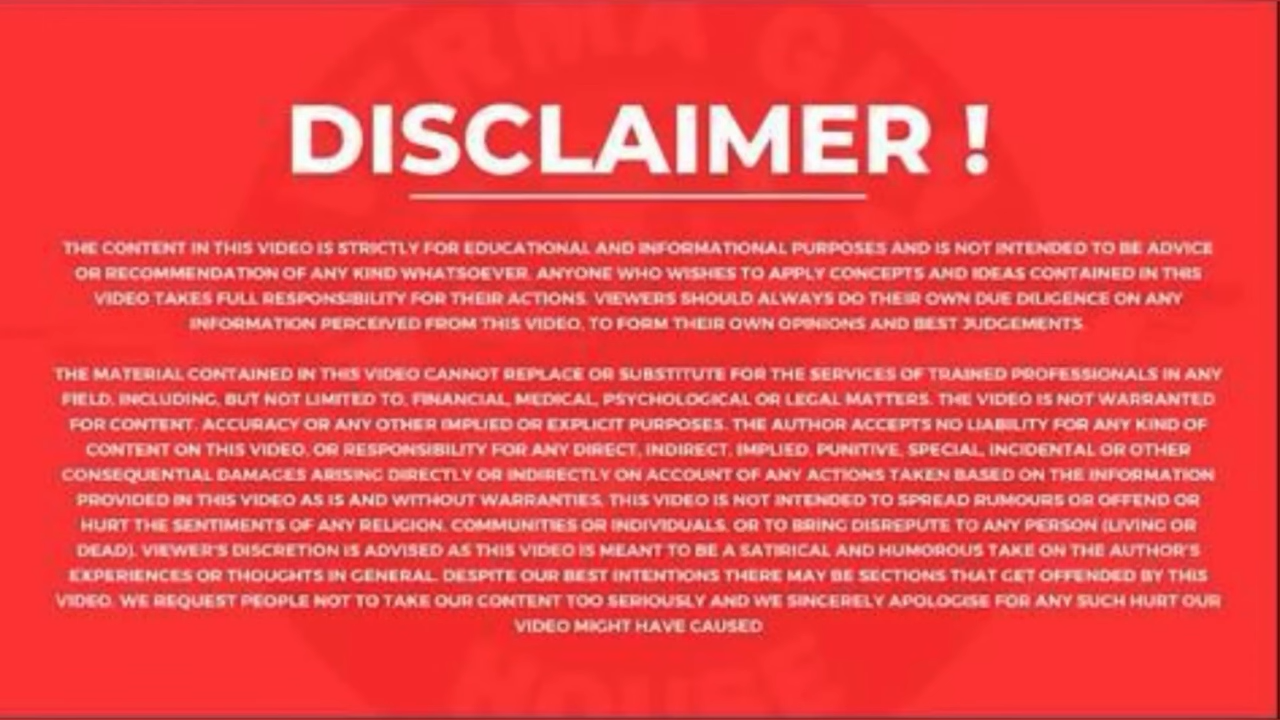 DISCLAIMER !
THE CONTENT IN THIS VIDEO IS STRICTLY FOR EDUCATIONAL AND INFORMATIONAL PURPOSES AND IS NOT INTENDED TO BE ADVICE
OR RECOMMENDATION OF ANY KIND WHATSOEVER. ANYONE WHO WISHES TO APPLY CONCEPTS AND IDEAS CONTAINED IN THIS
VIDEO TAKES FULL RESPONSIBILITY FOR THEIR ACTIONS. VIEWERS SHOULD ALWAYS DO THEIR OWN DUE DILIGENCE ON ANY
INFORMATION PERCEIVED FROM THIS VIDEO, TO FORM THEIR OWN OPINIONS AND BEST JUDGEMENTS.
THE MATERIAL CONTAINED IN THIS VIDEO CANNOT REPLACE OR SUBSTITUTE FOR THE SERVICES OF TRAINED PROFESSIONALS IN ANY
FIELD, INCLUDING, BUT NOT LIMITED TO, FINANCIAL, MEDICAL, PSYCHOLOGICAL OR LEGAL MATTERS. THE VIDEO IS NOT WARRANTED
FOR CONTENT, ACCURACY OR ANY OTHER IMPLIED OR EXPLICIT PURPOSES. THE AUTHOR ACCEPTS NO LIABILITY FOR ANY KIND OF
CONTENT ON THIS VIDEO, OR RESPONSIBILITY FOR ANY DIRECT, INDIRECT, IMPLIED, PUNITIVE, SPECIAL, INCIDENTAL OR OTHER
CONSEQUENTIAL DAMAGES ARISING DIRECTLY OR INDIRECTLY ON ACCOUNT OF ANY ACTIONS TAKEN BASED ON THE INFORMATION
PROVIDED IN THIS VIDEO AS IS AND WITHOUT WARRANTIES. THIS VIDEO IS NOT INTENDED TO SPREAD RUMOURS OR OFFEND OR
HURT THE SENTIMENTS OF ANY RELIGION, COMMUNITIES OR INDIVIDUALS, OR TO BRING DISREPUTE TO ANY PERSON (LIVING OR
DEAD). VIEWER'S DISCRETION IS ADVISED AS THIS VIDEO IS MEANT TO BE A SATIRICAL AND HUMOROUS TAKE ON THE AUTHOR'S
EXPERIENCES OR THOUGHTS IN GENERAL. DESPITE OUR BEST INTENTIONS THERE MAY BE SECTIONS THAT GET OFFENDED BY THIS
VIDEO. WE REQUEST PEOPLE NOT TO TAKE OUR CONTENT TOO SERIOUSLY AND WE SINCERELY APOLOGISE FOR ANY SUCH HURT OUR
VIDEO MIGHT HAVE CAUSED.
HOUSE